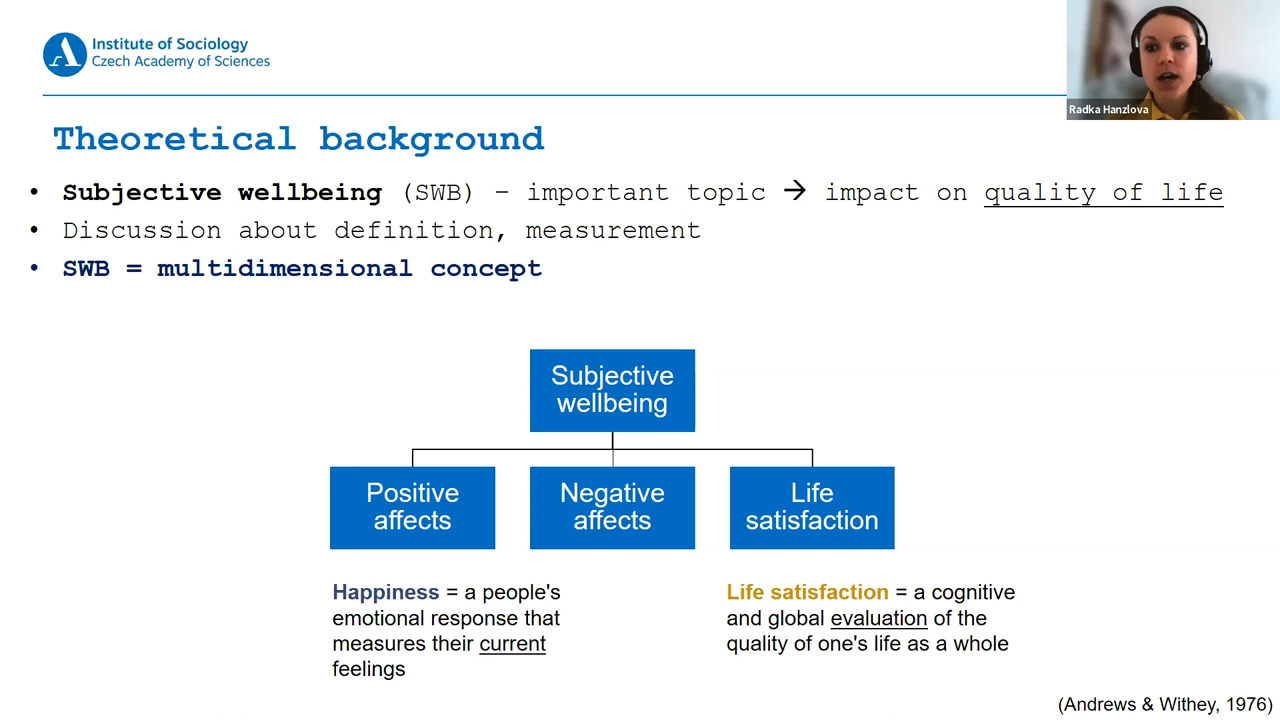 Institute of Sociology
Czech Academy of Sciences
Radka Hanzlova
Theoretical background
• Subjective wellbeing (SWB) – important topic → impact on quality of life
• Discussion about definition, measurement
• SWB = multidimensional concept
Subjective
wellbeing
Positive
affects
Negative
affects
Life
satisfaction
Happiness = a people's
emotional response that
measures their current
feelings
Life satisfaction = a cognitive
and global evaluation of the
quality of one's life as a whole
(Andrews & Withey, 1976)